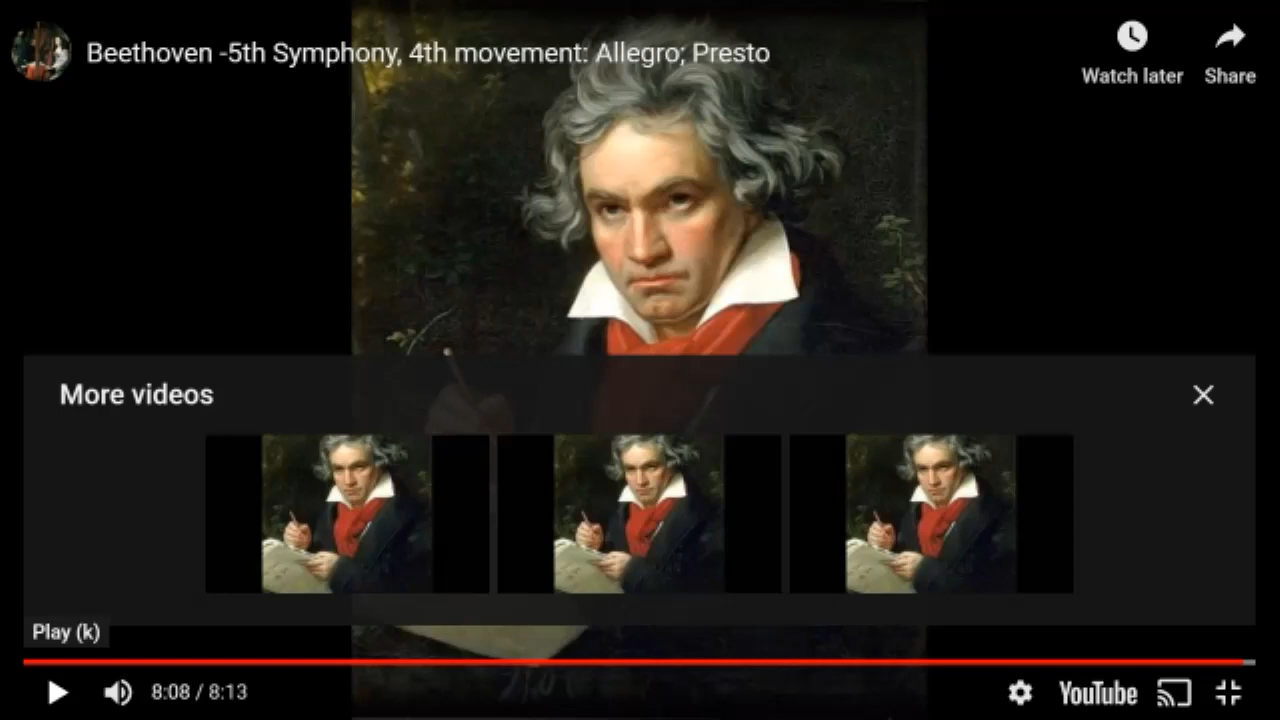 Beethoven -5th Symphony, 4th movement: Allegro; Presto
Watch later
Share
More videos
Play (k)
8:08 / 8:13
YouTube